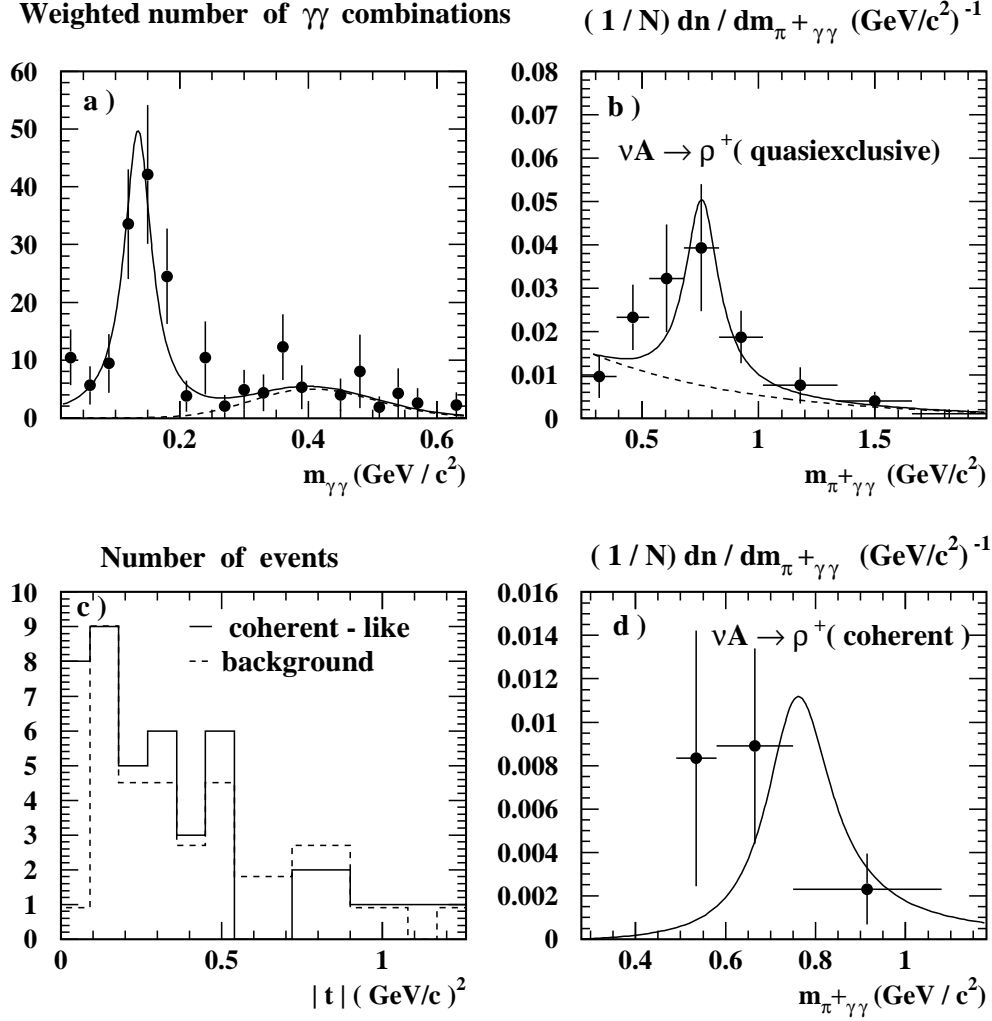 Weighted number of γγ combinations
60
50
40
30
20
10
0
a )
0.2 0.4 0.6
m_γγ (GeV / c²)
( 1 / N ) dn / dm_π+γγ (GeV/c²)⁻¹
0.08
0.07
0.06
0.05
0.04
0.03
0.02
0.01
0
b )
νA → ρ⁺( quasiexclusive)
0.5 1 1.5
m_π+γγ (GeV/c²)
Number of events
10
9
8
7
6
5
4
3
2
1
0
c )
coherent - like
background
0 0.5 1
| t | ( GeV/c )²
( 1 / N ) dn / dm_π+γγ (GeV/c²)⁻¹
0.016
0.014
0.012
0.01
0.008
0.006
0.004
0.002
0
d )
νA → ρ⁺( coherent )
0.4 0.6 0.8 1
m_π+γγ (GeV / c²)